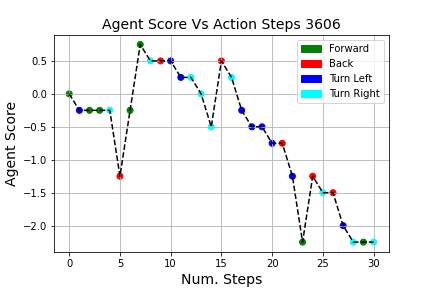 Agent Score Vs Action Steps 3606
Forward
Back
Turn Left
Turn Right
0.5
0.0
−0.5
−1.0
−1.5
−2.0
Agent Score
0 5 10 15 20 25 30
Num. Steps